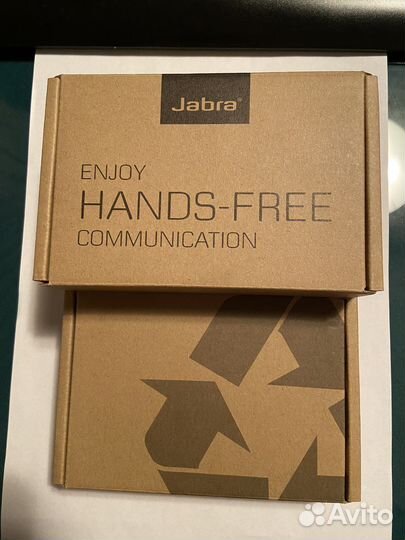 Jabra®
ENJOY
HANDS-FREE
COMMUNICATION
Avito